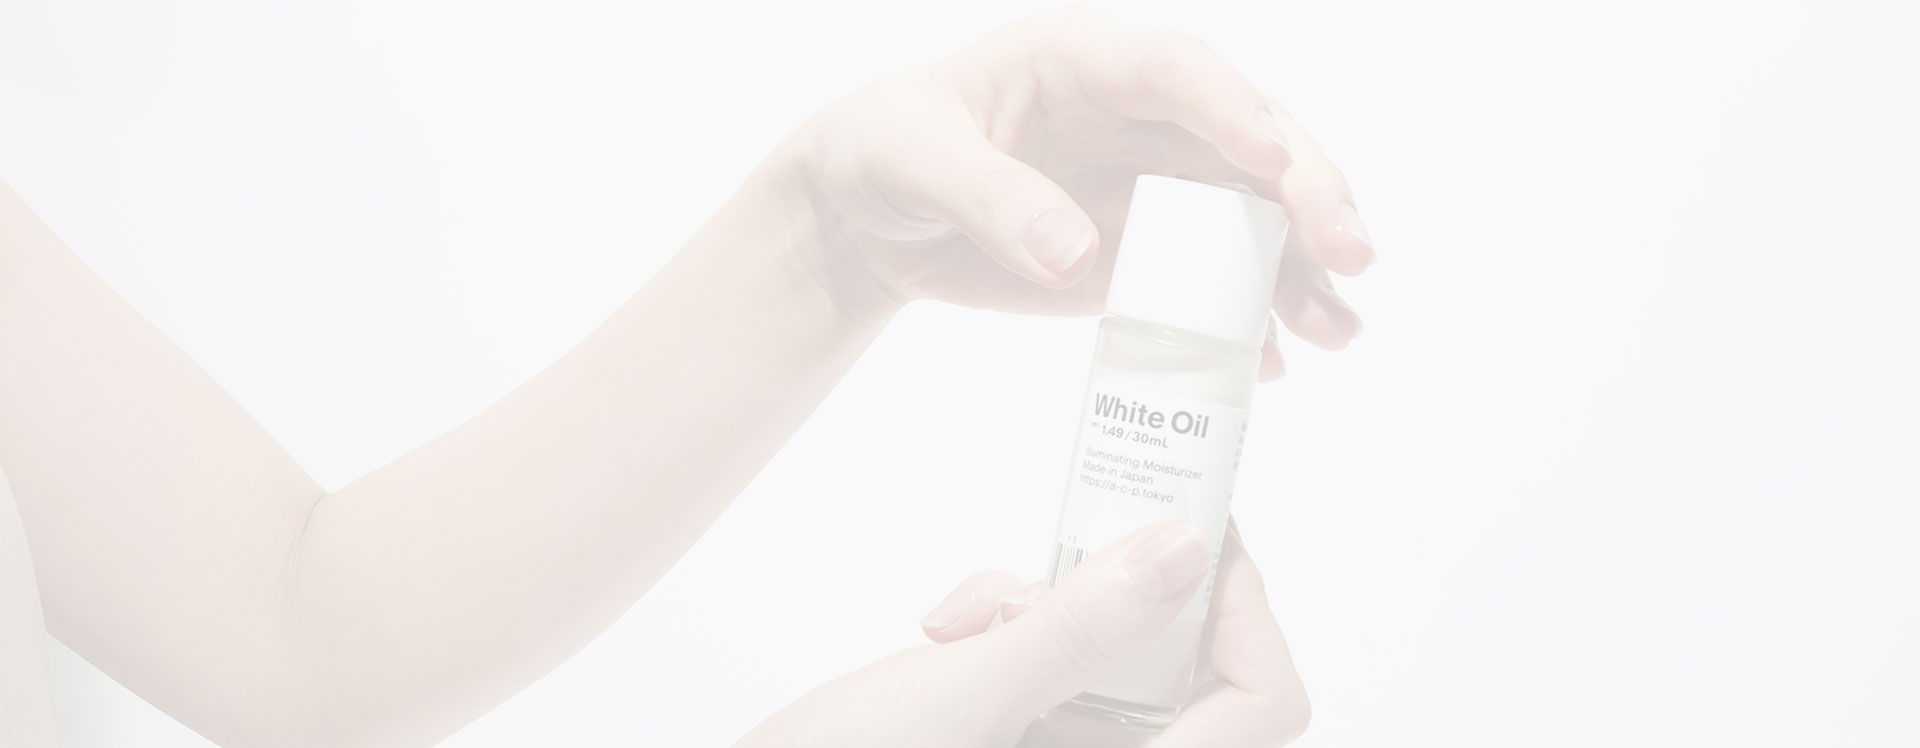 White Oil
1.49 / 30mL
Illuminating Moisturizer
Made in Japan
https://a-c-p.tokyo